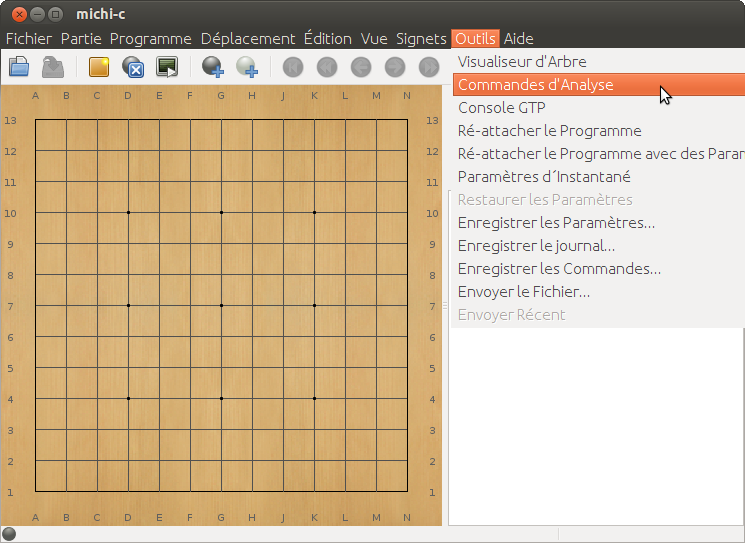 michi-c
Fichier Partie Programme Déplacement Édition Vue Signets Outils Aide
Visualiseur d'Arbre
Commandes d'Analyse
Console GTP
Ré-attacher le Programme
Ré-attacher le Programme avec des Paran
Paramètres d´Instantané
Restaurer les Paramètres
Enregistrer les Paramètres...
Enregistrer le journal...
Enregistrer les Commandes...
Envoyer le Fichier...
Envoyer Récent
A B C D E F G H J K L M N
13 13
12 12
11 11
10 10
9 9
8 8
7 7
6 6
5 5
4 4
3 3
2 2
1 1
A B C D E F G H J K L M N